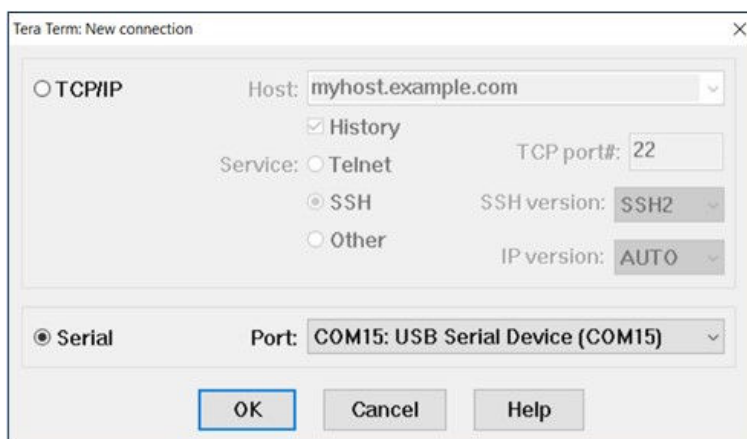 Tera Term: New connection
TCP/IP
Host: myhost.example.com
History
Service: Telnet
TCP port#: 22
SSH
SSH version: SSH2
Other
IP version: AUTO
Serial
Port: COM15: USB Serial Device (COM15)
OK
Cancel
Help